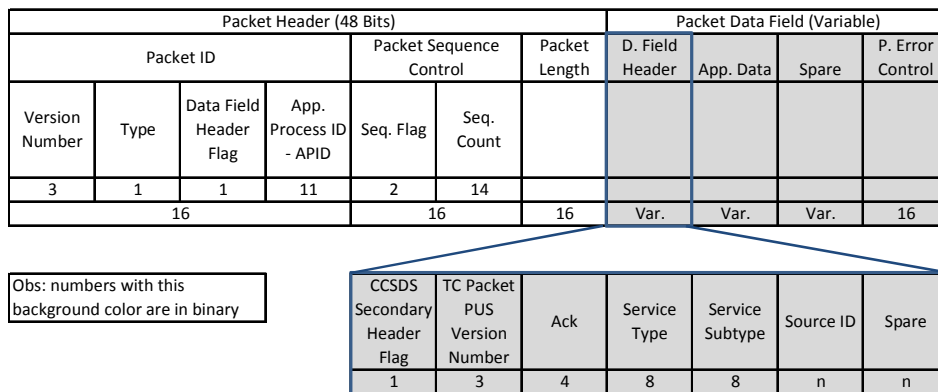 Packet Header (48 Bits)
Packet Data Field (Variable)
Packet ID
Packet Sequence
Control
Packet
Length
D. Field
Header
App. Data
Spare
P. Error
Control
Version
Number
Type
Data Field
Header
Flag
App.
Process ID
- APID
Seq. Flag
Seq.
Count
3
1
1
11
2
14
16
16
16
Var.
Var.
Var.
16
Obs: numbers with this
background color are in binary
CCSDS
Secondary
Header
Flag
TC Packet
PUS
Version
Number
Ack
Service
Type
Service
Subtype
Source ID
Spare
1
3
4
8
8
n
n